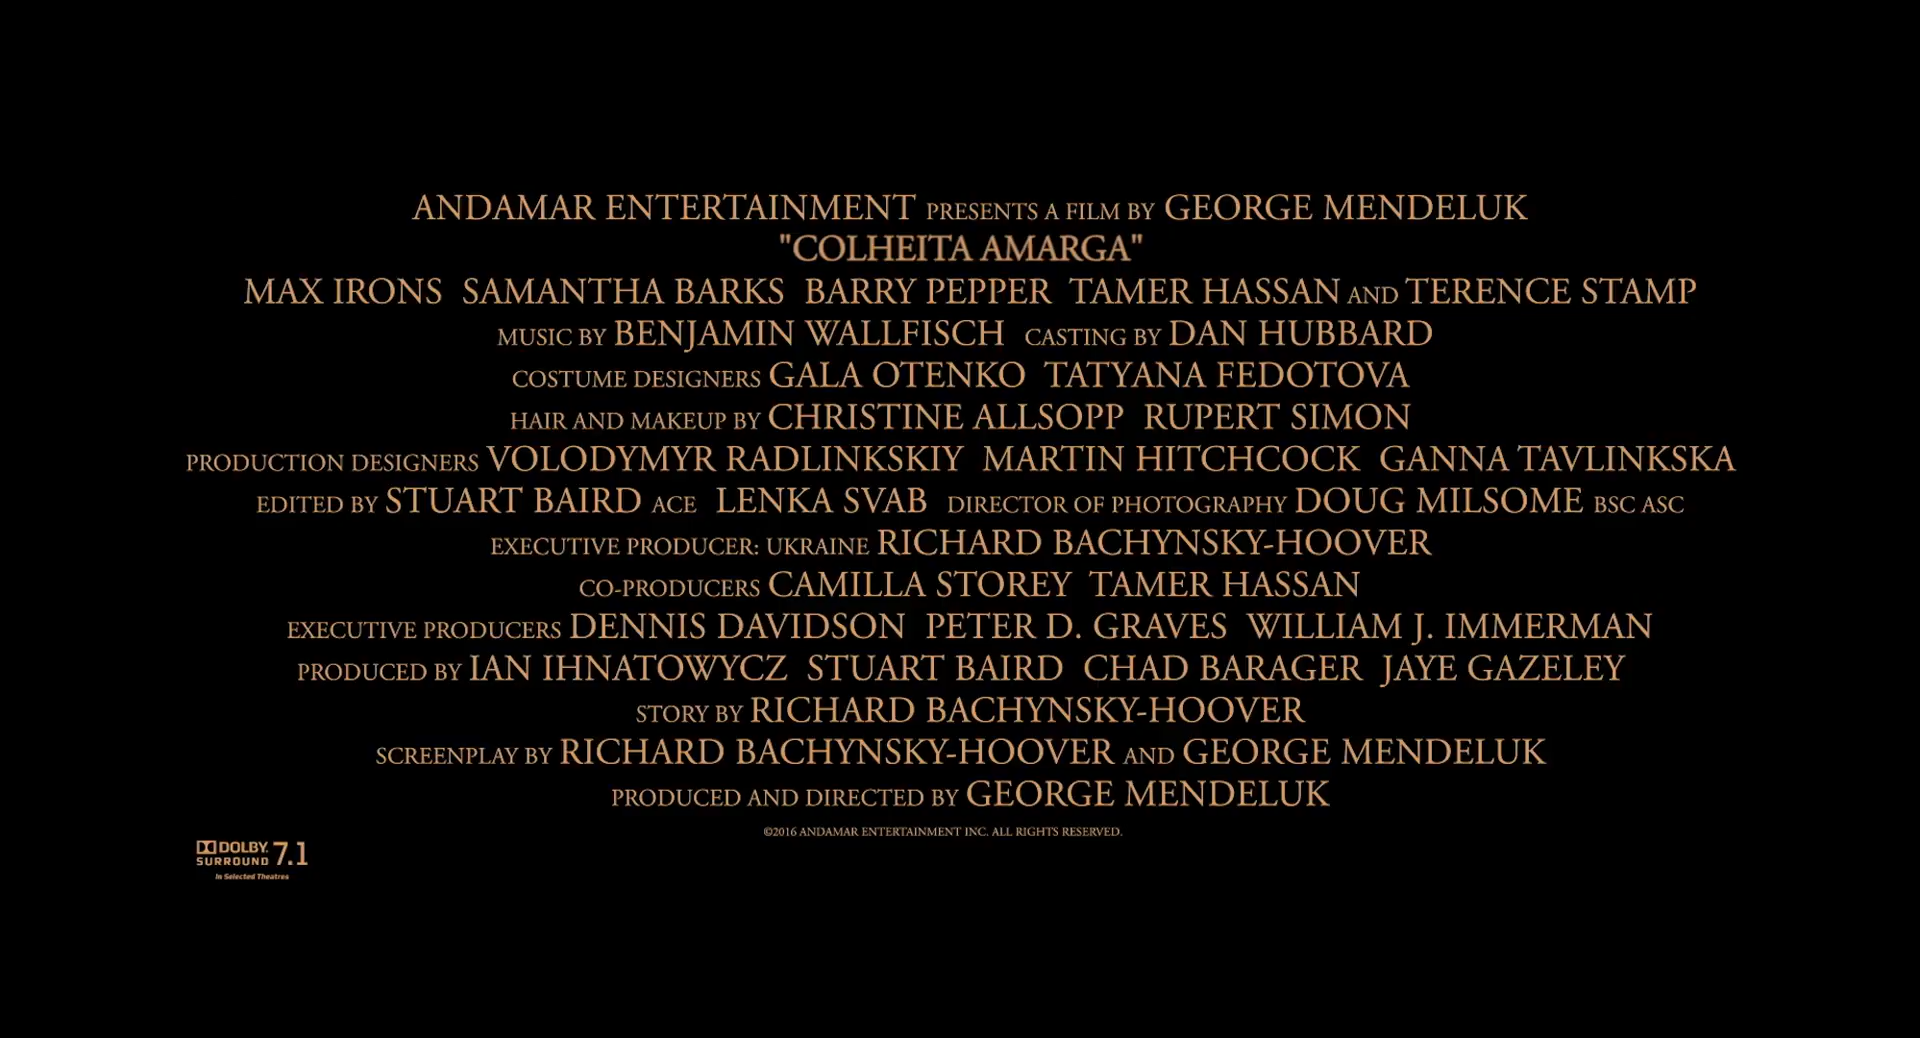 ANDAMAR ENTERTAINMENT PRESENTS A FILM BY GEORGE MENDELUK
"COLHEITA AMARGA"
MAX IRONS SAMANTHA BARKS BARRY PEPPER TAMER HASSAN AND TERENCE STAMP
MUSIC BY BENJAMIN WALLFISCH CASTING BY DAN HUBBARD
COSTUME DESIGNERS GALA OTENKO TATYANA FEDOTOVA
HAIR AND MAKEUP BY CHRISTINE ALLSOPP RUPERT SIMON
PRODUCTION DESIGNERS VOLODYMYR RADLINKSKIY MARTIN HITCHCOCK GANNA TAVLINKSKA
EDITED BY STUART BAIRD ACE LENKA SVAB DIRECTOR OF PHOTOGRAPHY DOUG MILSOME BSC ASC
EXECUTIVE PRODUCER: UKRAINE RICHARD BACHYNSKY-HOOVER
CO-PRODUCERS CAMILLA STOREY TAMER HASSAN
EXECUTIVE PRODUCERS DENNIS DAVIDSON PETER D. GRAVES WILLIAM J. IMMERMAN
PRODUCED BY IAN IHNATOWYCZ STUART BAIRD CHAD BARAGER JAYE GAZELEY
STORY BY RICHARD BACHYNSKY-HOOVER
SCREENPLAY BY RICHARD BACHYNSKY-HOOVER AND GEORGE MENDELUK
PRODUCED AND DIRECTED BY GEORGE MENDELUK
©2016 ANDAMAR ENTERTAINMENT INC. ALL RIGHTS RESERVED.
DOLBY.
SURROUND 7.1
In Selected Theatres